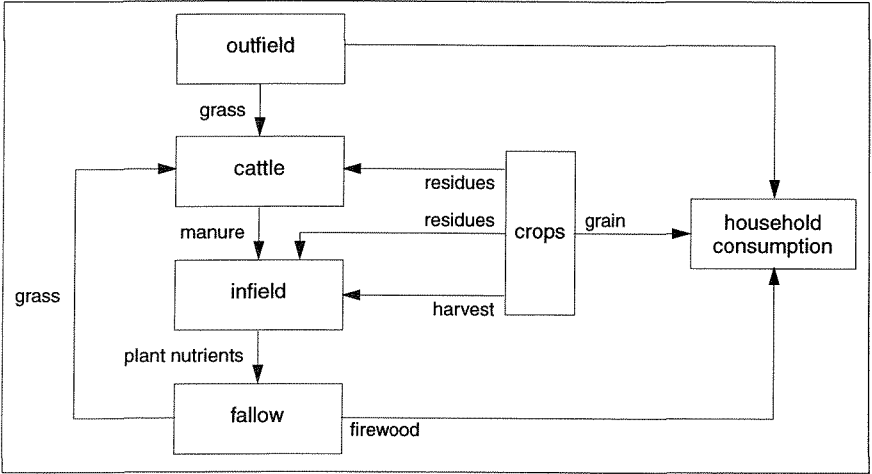 outfield
grass
cattle
residues
manure
residues
crops
grain
household
consumption
infield
grass
harvest
plant nutrients
fallow
firewood